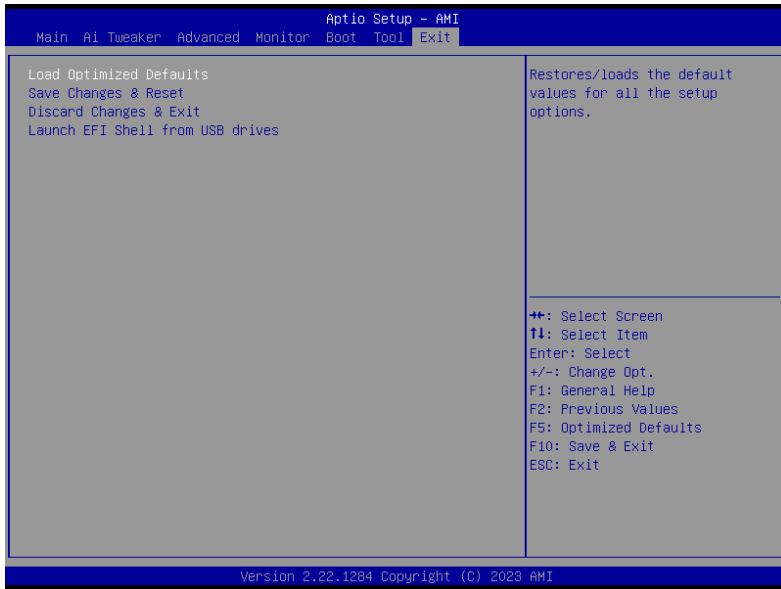 Aptio Setup – AMI
Main Ai Tweaker Advanced Monitor Boot Tool Exit
Load Optimized Defaults
Save Changes & Reset
Discard Changes & Exit
Launch EFI Shell from USB drives
Restores/loads the default
values for all the setup
options.
→←: Select Screen
↑↓: Select Item
Enter: Select
+/-: Change Opt.
F1: General Help
F2: Previous Values
F5: Optimized Defaults
F10: Save & Exit
ESC: Exit
Version 2.22.1284 Copyright (C) 2023 AMI